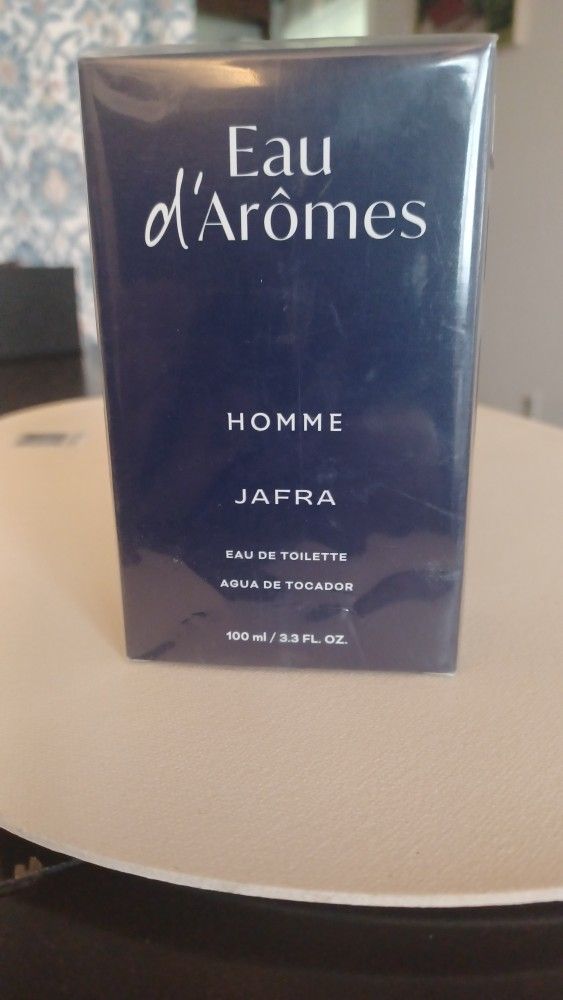 Eau
d'Arômes
HOMME
JAFRA
EAU DE TOILETTE
AGUA DE TOCADOR
100 ml / 3.3 FL. OZ.